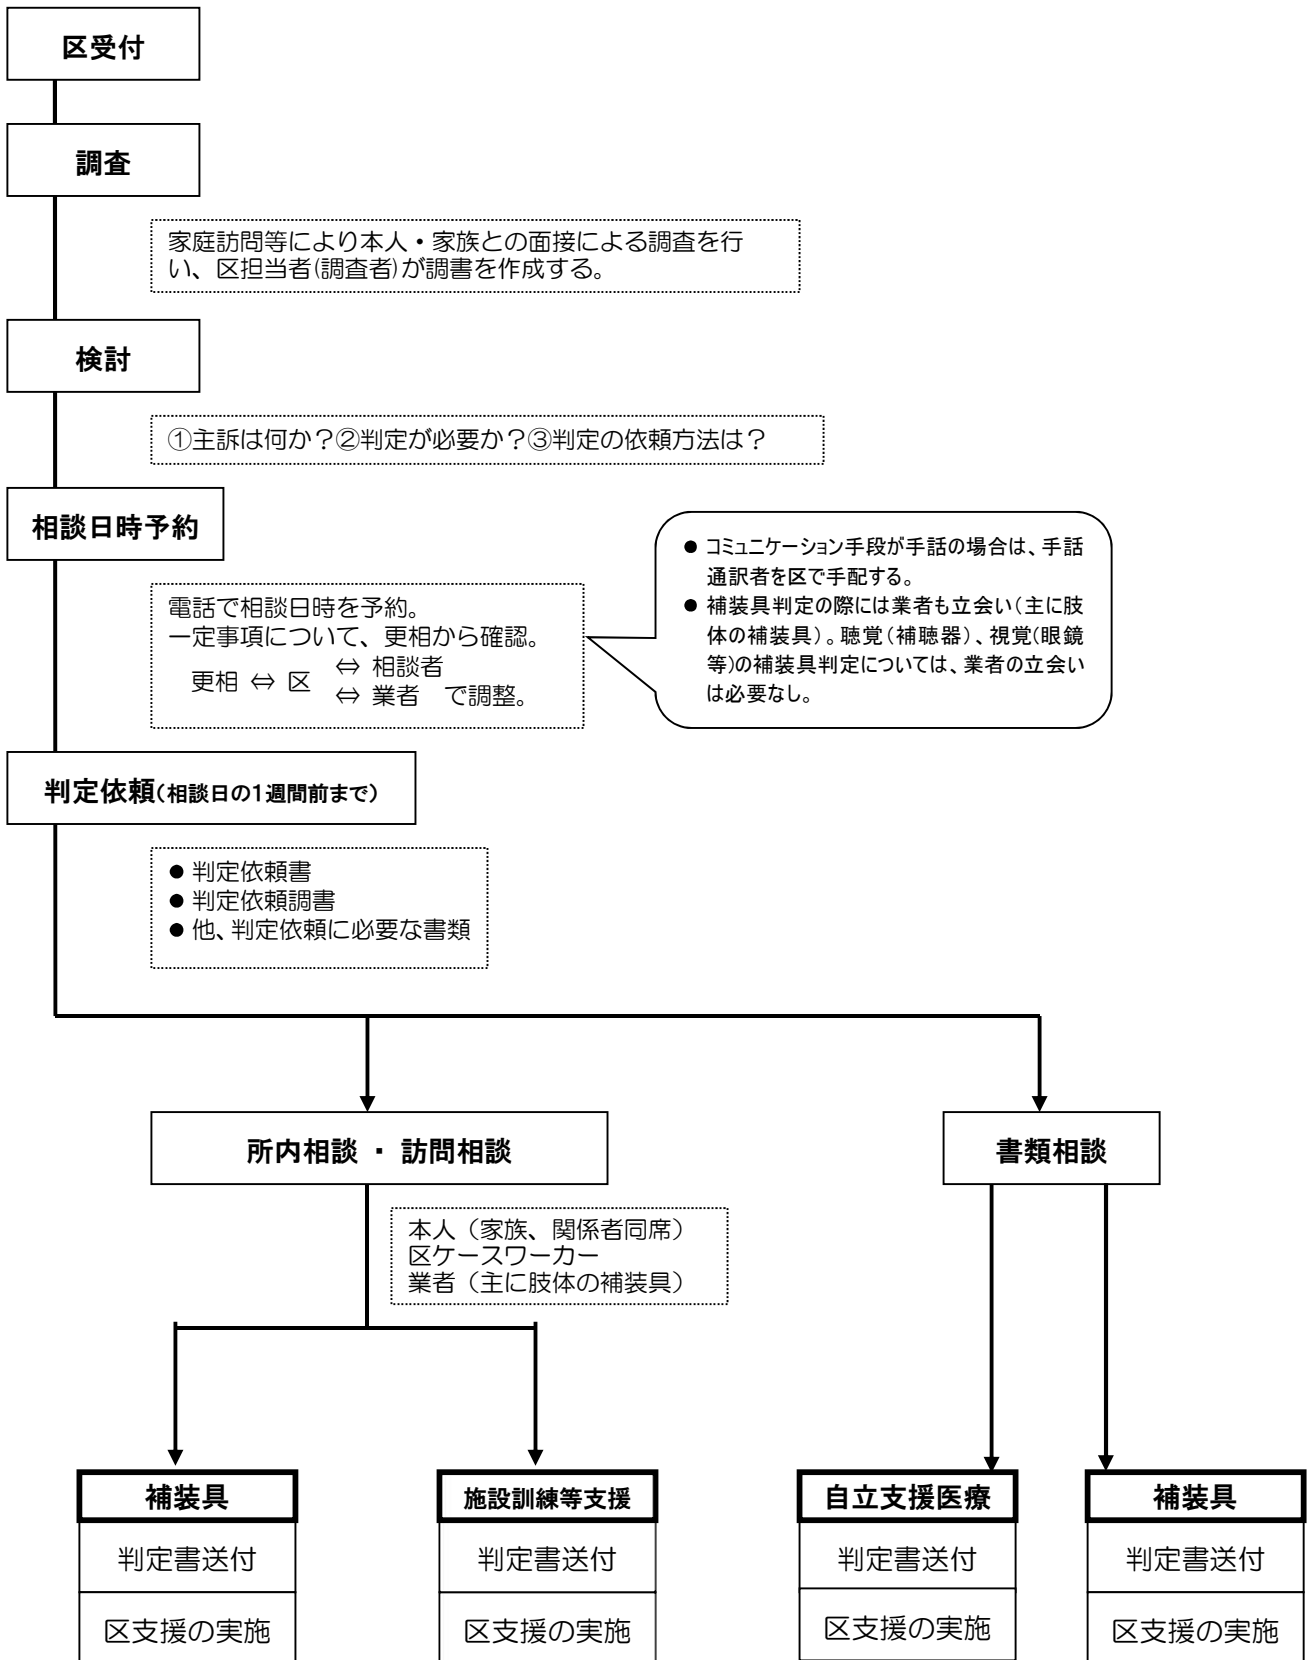 区受付
調査
家庭訪問等により本人・家族との面接による調査を行
い、区担当者(調査者)が調書を作成する。
検討
①主訴は何か？②判定が必要か？③判定の依頼方法は？
相談日時予約
電話で相談日時を予約。
一定事項について、更相から確認。
更相 ⇔ 区 ⇔ 相談者
⇔ 業者 で調整。
● コミュニケーション手段が手話の場合は、手話
通訳者を区で手配する。
● 補装具判定の際には業者も立会い（主に肢
体の補装具）。聴覚（補聴器）、視覚(眼鏡
等)の補装具判定については、業者の立会い
は必要なし。
判定依頼（相談日の1週間前まで）
● 判定依頼書
● 判定依頼調書
● 他、判定依頼に必要な書類
所内相談 ・ 訪問相談
書類相談
本人（家族、関係者同席）
区ケースワーカー
業者（主に肢体の補装具）
補装具
判定書送付
区支援の実施
施設訓練等支援
判定書送付
区支援の実施
自立支援医療
判定書送付
区支援の実施
補装具
判定書送付
区支援の実施